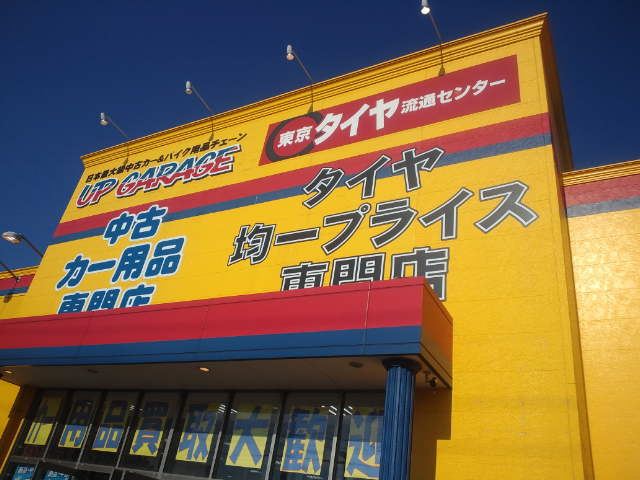 日本最大級中古カー&バイク用品チェーン
UP GARAGE
東京タイヤ流通センター
中古
カー用品
専門店
タイヤ
均一プライス
専門店
用品買取大歓迎